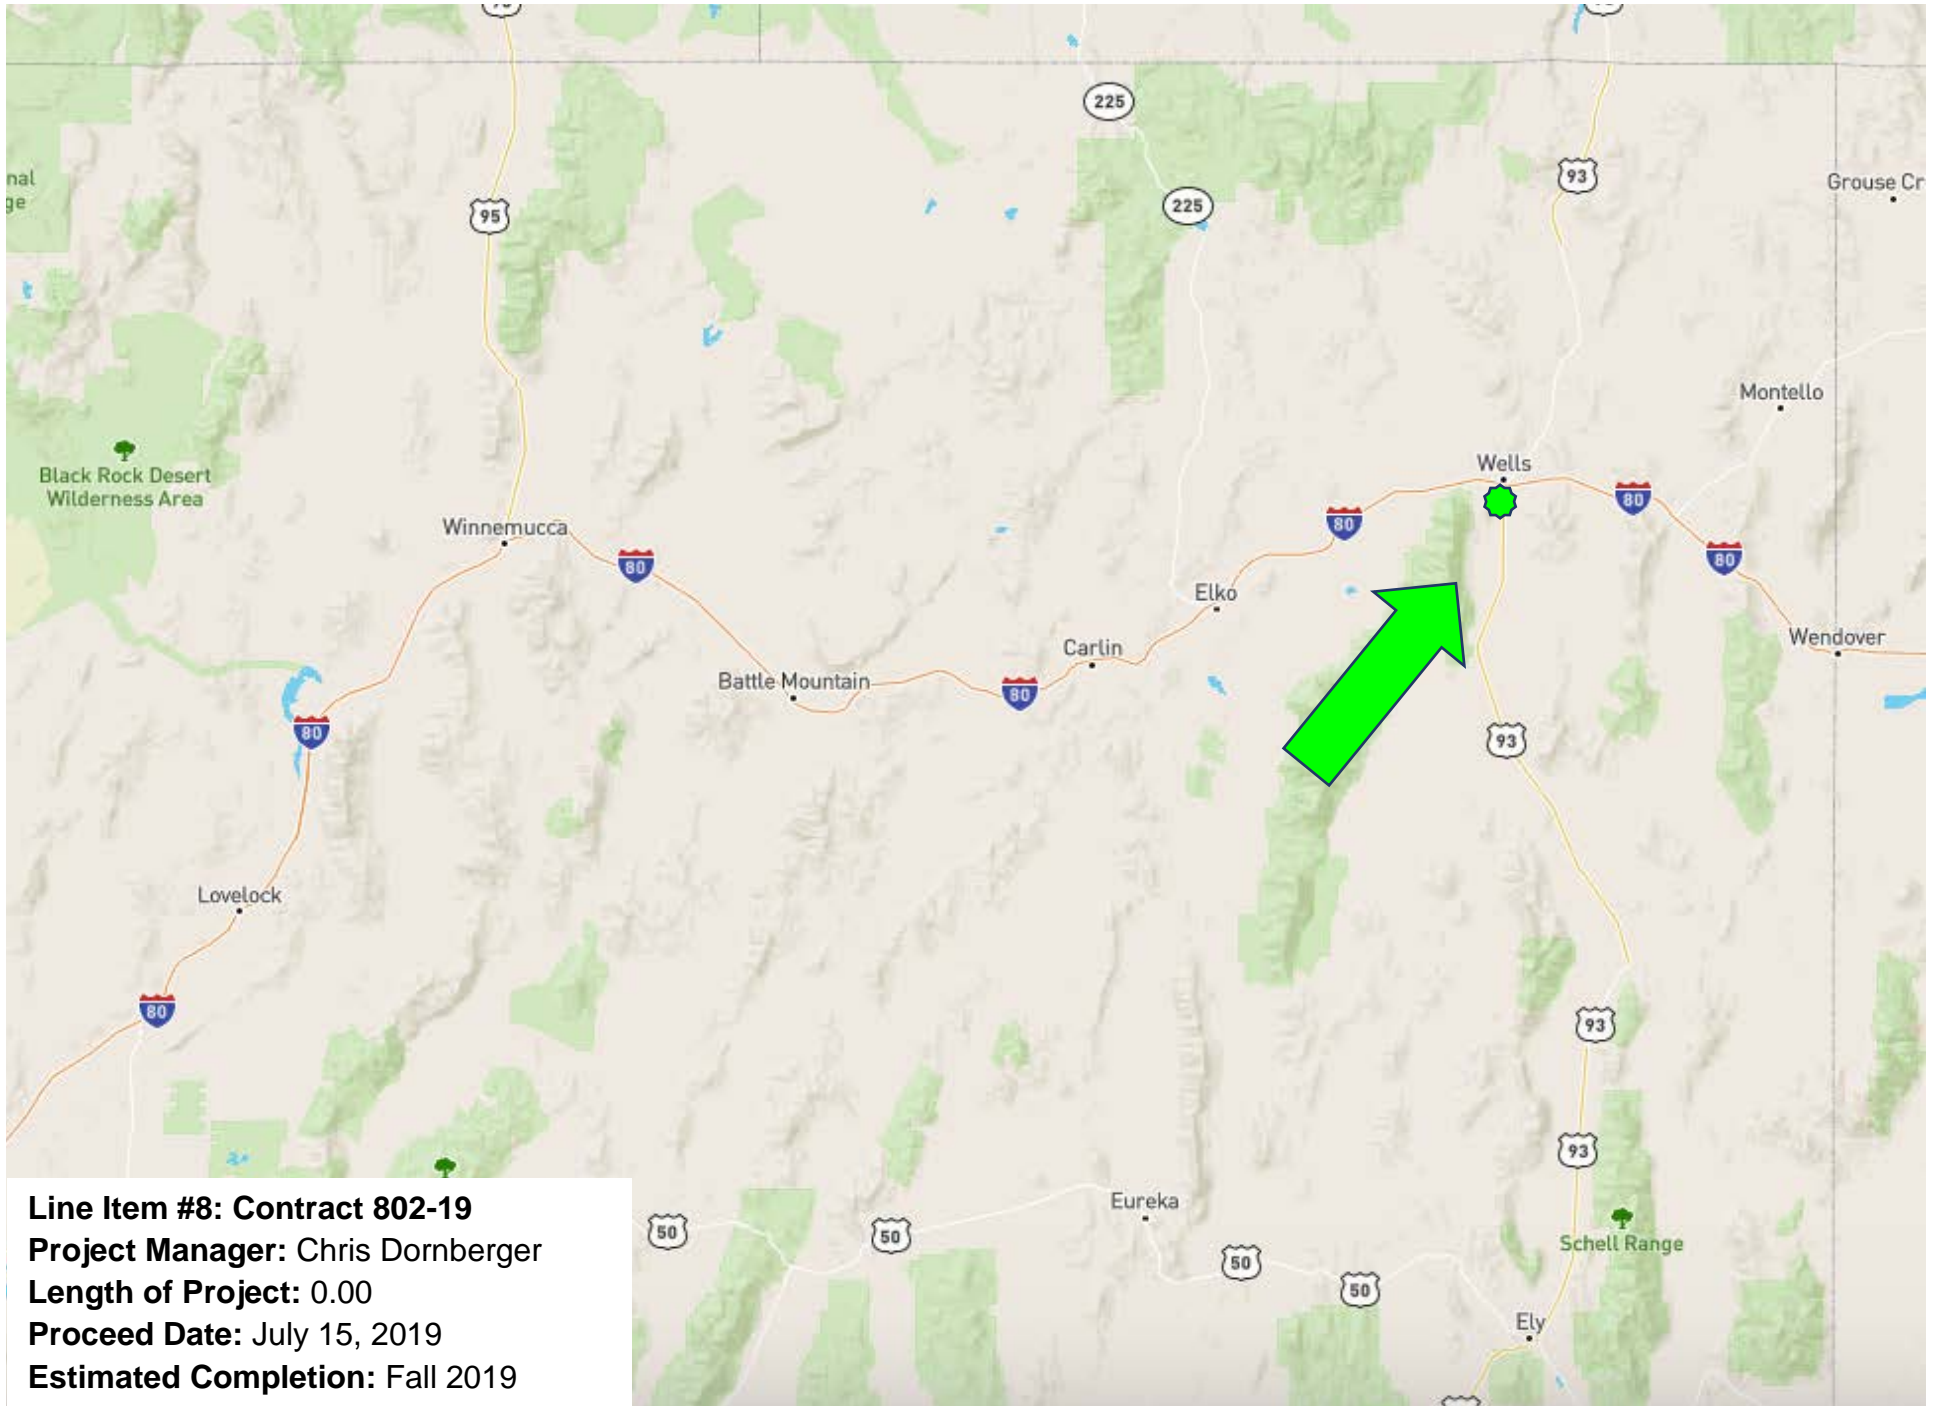 225
nal
ge
93
Grouse Cr
95
225
Montello
Black Rock Desert
Wilderness Area
Wells
80
80
Winnemucca
80
80
Elko
Wendover
Carlin
Battle Mountain
80
80
93
Lovelock
80
93
93
Eureka
50
50
50
50
Schell Range
Ely
Line Item #8: Contract 802-19
Project Manager: Chris Dornberger
Length of Project: 0.00
Proceed Date: July 15, 2019
Estimated Completion: Fall 2019